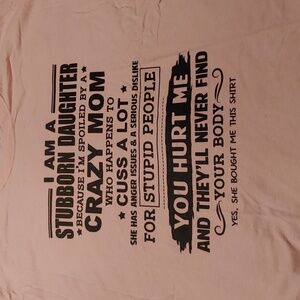 I AM A
STUBBORN DAUGHTER
BECAUSE I'M SPOILED BY A
CRAZY MOM
WHO HAPPENS TO
CUSS A LOT
SHE HAS ANGER ISSUES & A SERIOUS DISLIKE
FOR STUPID PEOPLE
YOU HURT ME
AND THEY'LL NEVER FIND
YOUR BODY
YES, SHE BOUGHT ME THIS SHIRT